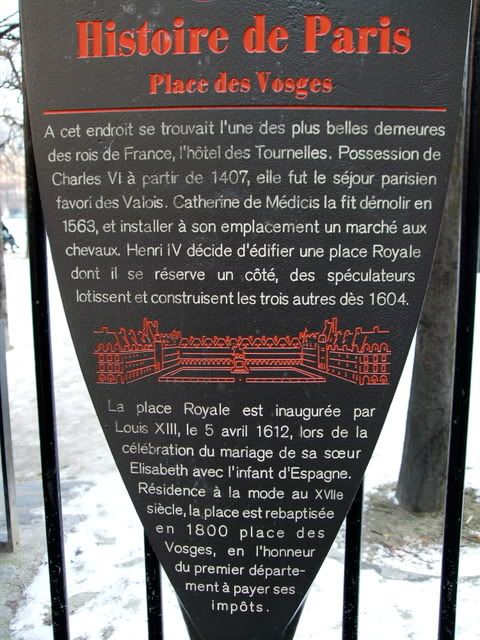 Histoire de Paris
Place des Vosges
A cet endroit se trouvait l'une des plus belles demeures
des rois de France, l'hôtel des Tournelles. Possession de
Charles VI à partir de 1407, elle fut le séjour parisien
favori des Valois. Catherine de Médicis la fit démolir en
1563, et installer à son emplacement un marché aux
chevaux. Henri IV décide d'édifier une place Royale
dont il se réserve un côté, des spéculateurs
lotissent et construisent les trois autres dès 1604.
La place Royale est inaugurée par
Louis XIII, le 5 avril 1612, lors de la
célébration du mariage de sa sœur
Elisabeth avec l'infant d'Espagne.
Résidence à la mode au XVIIe
siècle, la place est rebaptisée
en 1800 place des
Vosges, en l'honneur
du premier départe-
ment à payer ses
impôts.